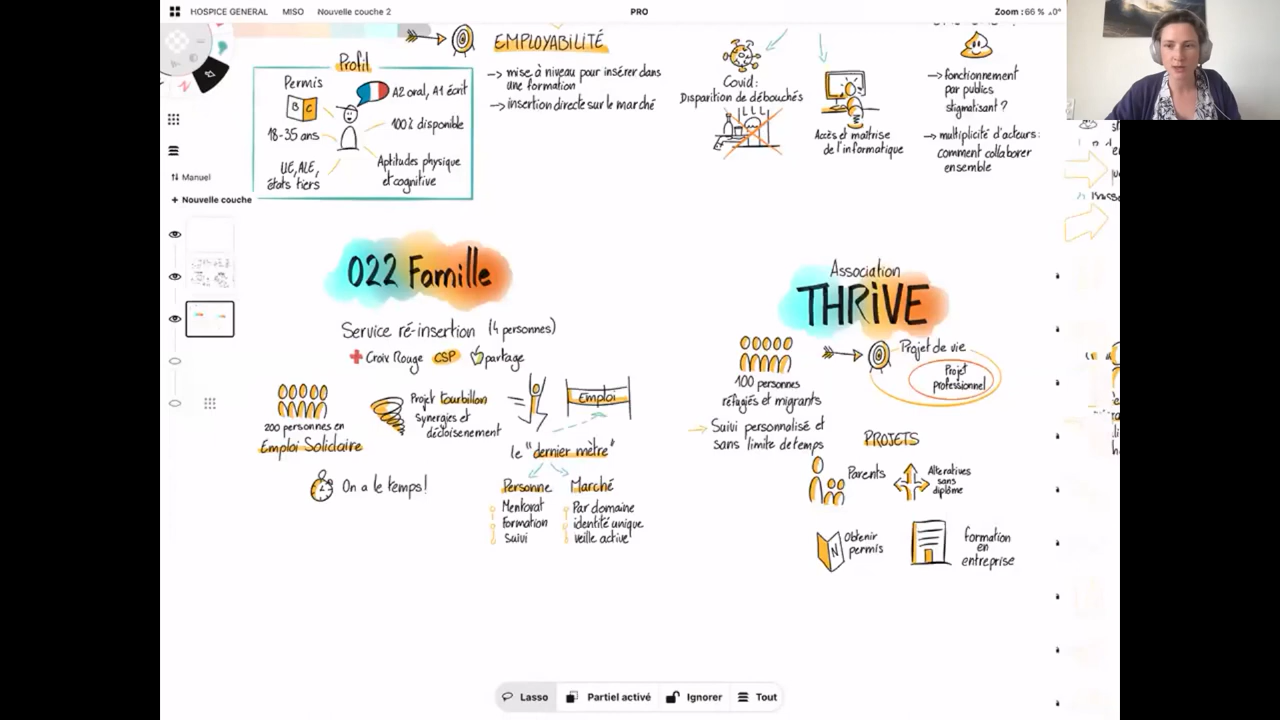 HOSPICE GENERAL
MISO
Nouvelle couche 2
PRO
Zoom : 66 %
0°
Manuel
+ Nouvelle couche
Profil
Permis
B C
A2 oral, A1 écrit
18-35 ans
100% disponible
UE, ALE,
états tiers
Aptitudes physique
et cognitive
EMPLOYABILITÉ
→ mise à niveau pour insérer dans
une formation
→ insertion directe sur le marché
Covid:
Disparition de débouchés
Accès et maîtrise
de l'informatique
→ fonctionnement
par publics
stigmatisant ?
→ multiplicité d'acteurs:
comment collaborer
ensemble
022 Famille
Service ré-insertion (4 personnes)
Croix Rouge CSP partage
200 personnes en
Emploi Solidaire
Projet tourbillon
synergies et
décloisenement
Emploi
le "dernier mètre"
On a le temps!
Personne
Mentorat
Formation
Suivi
Marché
Par domaine
identité unique
veille active
Association
THRiVE
100 personnes
réfugiés et migrants
→ Suivi personnalisé et
sans limite de temps
Projet de vie
Projet
professionnel
PROJETS
Parents
Alteratives
sans
diplôme
N
Obtenir
permis
formation
en
entreprise
Lasso
Partiel activé
Ignorer
Tout